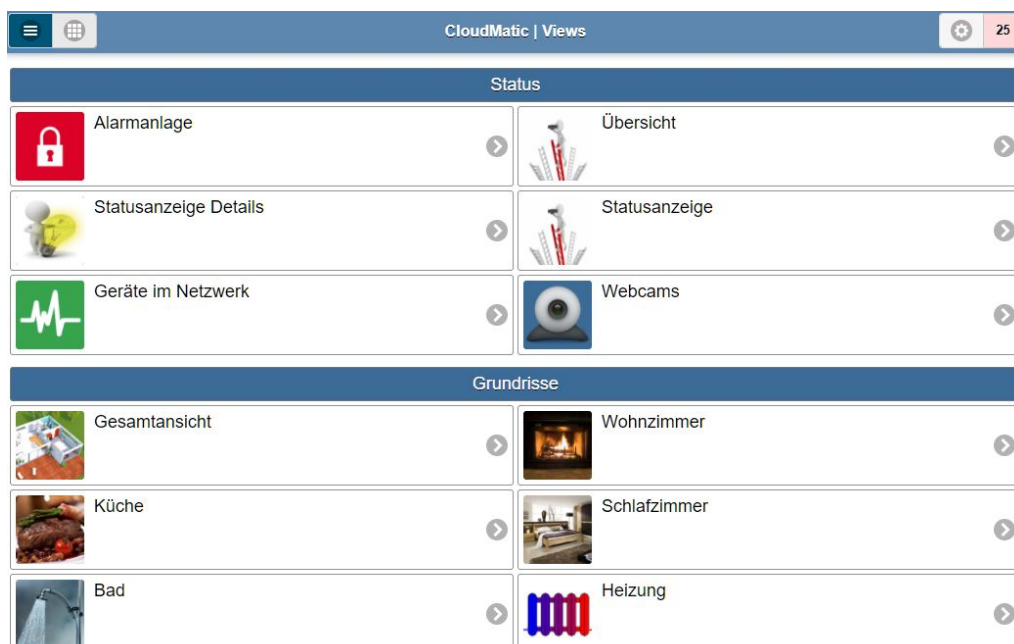 CloudMatic | Views
25
Status
Alarmanlage
Übersicht
Statusanzeige Details
Statusanzeige
Geräte im Netzwerk
Webcams
Grundrisse
Gesamtansicht
Wohnzimmer
Küche
Schlafzimmer
Bad
Heizung